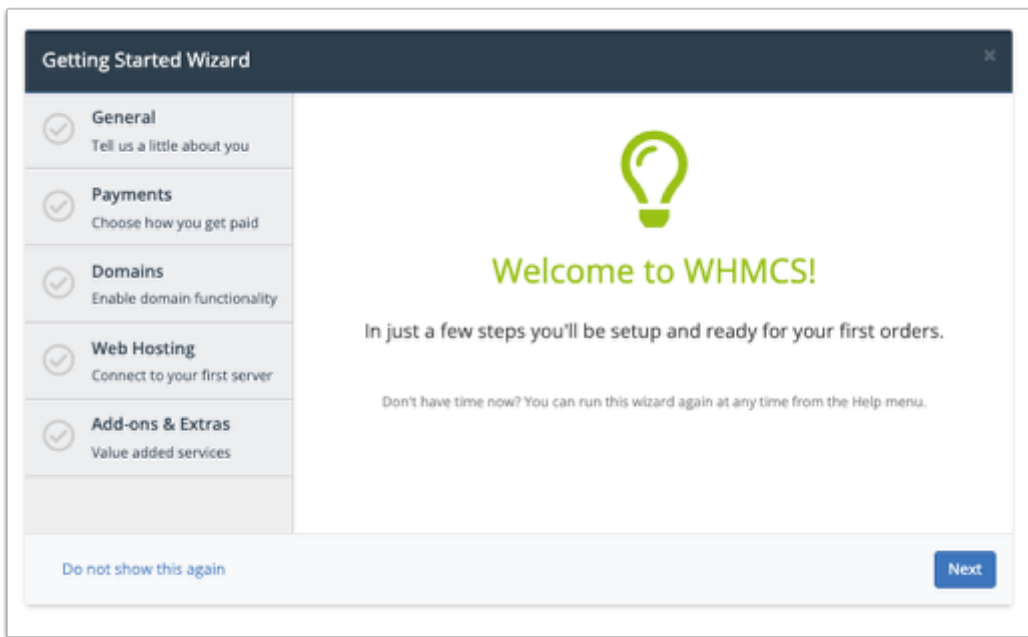 Getting Started Wizard
General
Tell us a little about you
Payments
Choose how you get paid
Domains
Enable domain functionality
Web Hosting
Connect to your first server
Add-ons & Extras
Value added services
Welcome to WHMCS!
In just a few steps you'll be setup and ready for your first orders.
Don't have time now? You can run this wizard again at any time from the Help menu.
Do not show this again
Next